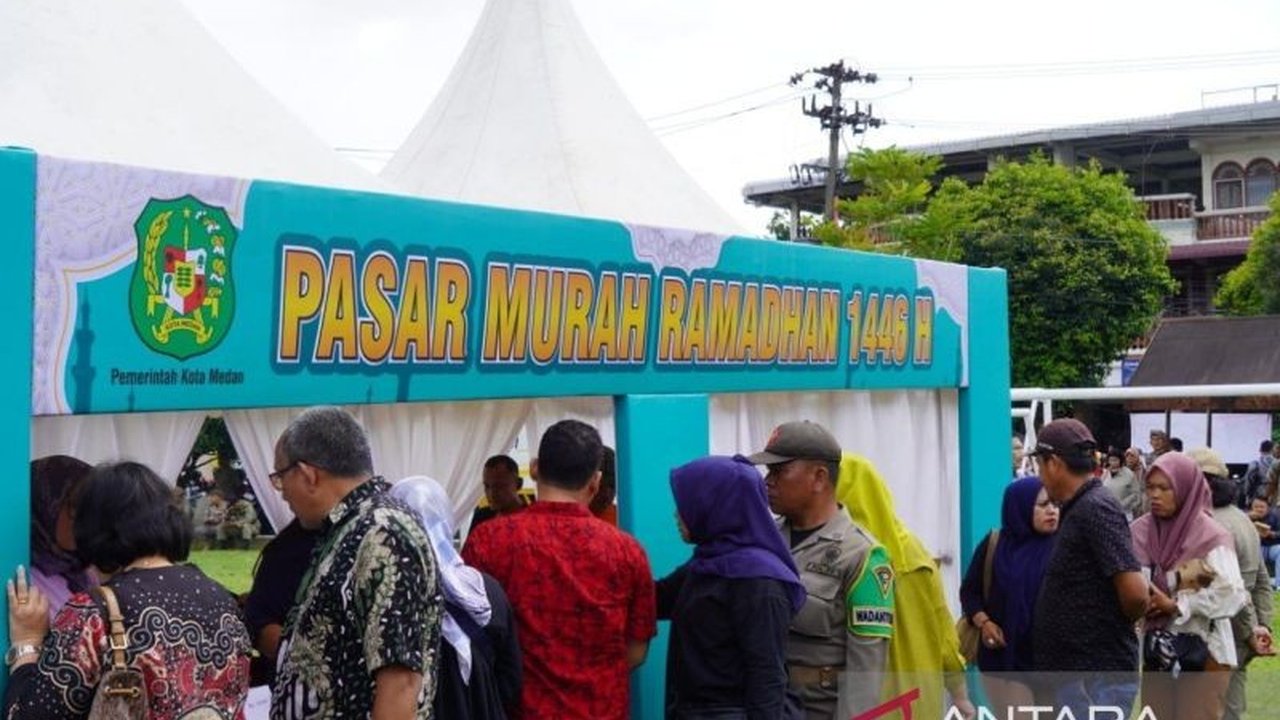 PASAR MURAH RAMADHAN 1446 H
KOTA MEDAN
Pemerintah Kota Medan
ANTARA